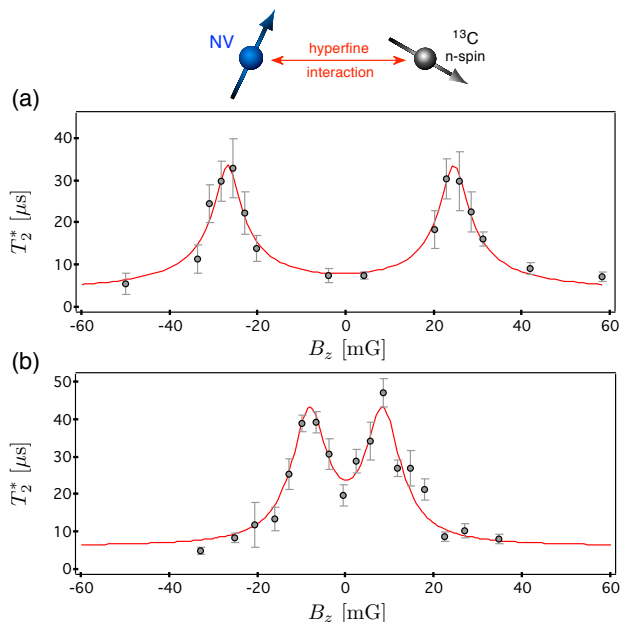 NV
hyperfine
interaction
13C
n-spin
(a)
T2* [μs]
40
30
20
10
0
-60 -40 -20 0 20 40 60
Bz [mG]
(b)
T2* [μs]
50
40
30
20
10
0
-60 -40 -20 0 20 40 60
Bz [mG]